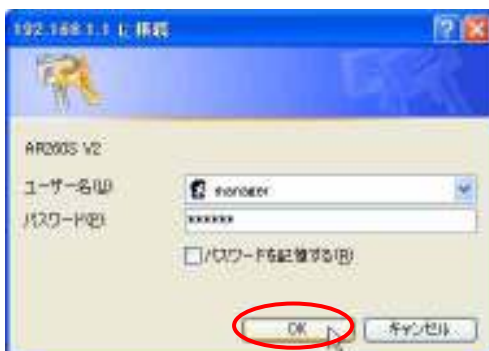 192.168.1.1 に接続
AR260S V2
ユーザー名(U)
manager
パスワード(P)
******
パスワードを記憶する(R)
OK
キャンセル